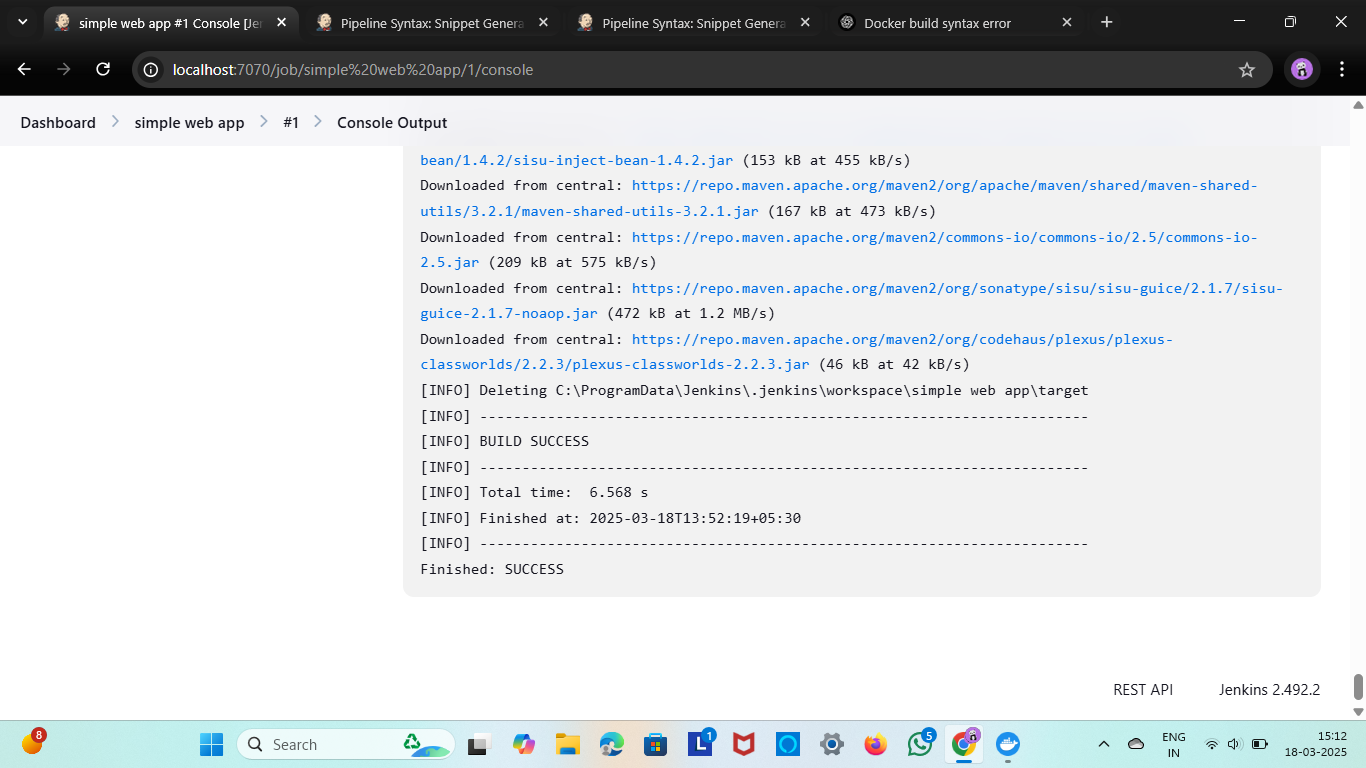 simple web app #1 Console [Jen
Pipeline Syntax: Snippet Genera
Pipeline Syntax: Snippet Genera
Docker build syntax error
localhost:7070/job/simple%20web%20app/1/console
Dashboard simple web app #1 Console Output
bean/1.4.2/sisu-inject-bean-1.4.2.jar (153 kB at 455 kB/s)
Downloaded from central: https://repo.maven.apache.org/maven2/org/apache/maven/shared/maven-shared-
utils/3.2.1/maven-shared-utils-3.2.1.jar (167 kB at 473 kB/s)
Downloaded from central: https://repo.maven.apache.org/maven2/commons-io/commons-io/2.5/commons-io-
2.5.jar (209 kB at 575 kB/s)
Downloaded from central: https://repo.maven.apache.org/maven2/org/sonatype/sisu/sisu-guice/2.1.7/sisu-
guice-2.1.7-noaop.jar (472 kB at 1.2 MB/s)
Downloaded from central: https://repo.maven.apache.org/maven2/org/codehaus/plexus/plexus-
classworlds/2.2.3/plexus-classworlds-2.2.3.jar (46 kB at 42 kB/s)
[INFO] Deleting C:\ProgramData\Jenkins\.jenkins\workspace\simple web app\target
[INFO] ------------------------------------------------------------------------
[INFO] BUILD SUCCESS
[INFO] ------------------------------------------------------------------------
[INFO] Total time:  6.568 s
[INFO] Finished at: 2025-03-18T13:52:19+05:30
[INFO] ------------------------------------------------------------------------
Finished: SUCCESS
REST API Jenkins 2.492.2
8
Search
L
1
5
ENG
IN
15:12
18-03-2025